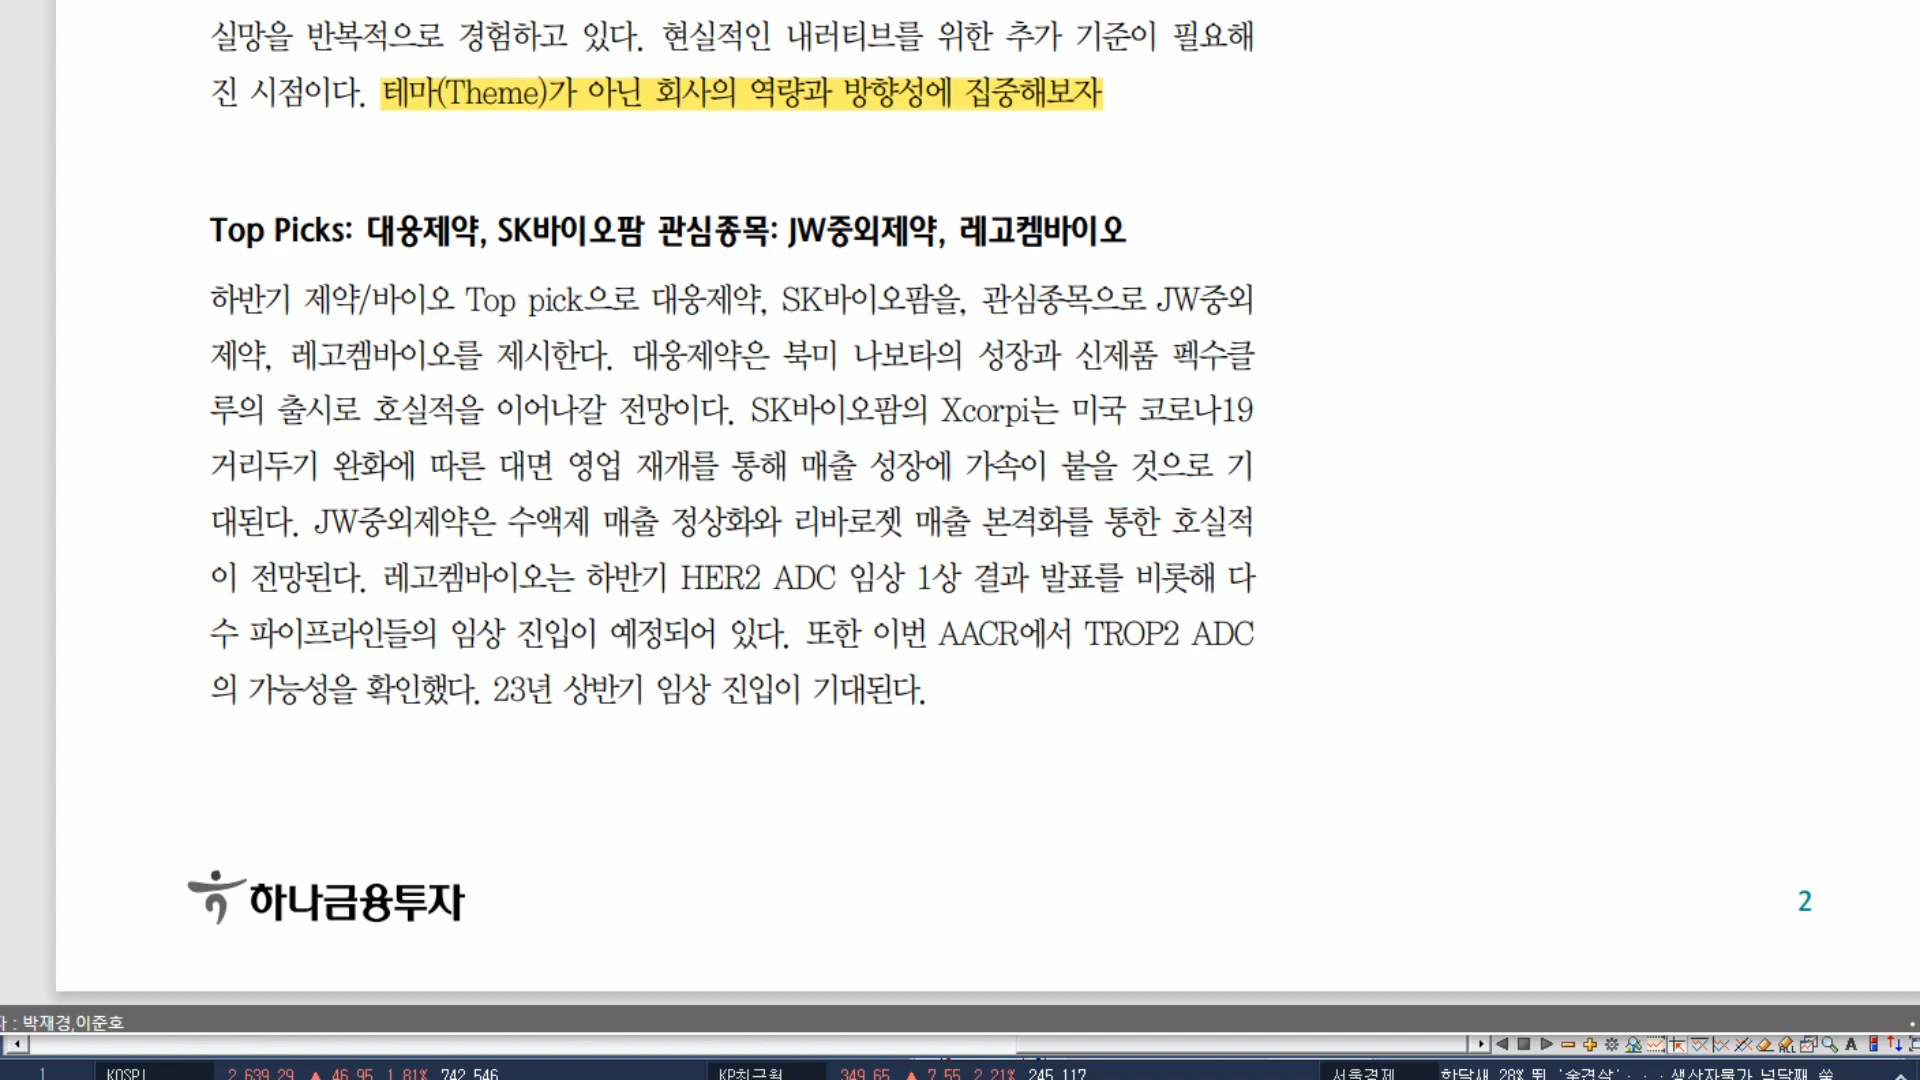 실망을 반복적으로 경험하고 있다. 현실적인 내러티브를 위한 추가 기준이 필요해
진 시점이다. 테마(Theme)가 아닌 회사의 역량과 방향성에 집중해보자
Top Picks: 대웅제약, SK바이오팜 관심종목: JW중외제약, 레고켐바이오
하반기 제약/바이오 Top pick으로 대웅제약, SK바이오팜을, 관심종목으로 JW중외
제약, 레고켐바이오를 제시한다. 대웅제약은 북미 나보타의 성장과 신제품 펙수클
루의 출시로 호실적을 이어나갈 전망이다. SK바이오팜의 Xcorpi는 미국 코로나19
거리두기 완화에 따른 대면 영업 재개를 통해 매출 성장에 가속이 붙을 것으로 기
대된다. JW중외제약은 수액제 매출 정상화와 리바로젯 매출 본격화를 통한 호실적
이 전망된다. 레고켐바이오는 하반기 HER2 ADC 임상 1상 결과 발표를 비롯해 다
수 파이프라인들의 임상 진입이 예정되어 있다. 또한 이번 AACR에서 TROP2 ADC
의 가능성을 확인했다. 23년 상반기 임상 진입이 기대된다.
하나금융투자
2
: 박재경,이준호
1 KOSPI 2,639.29 ▲ 46.95 1.81% 742,546 KP최근월 349.65 ▲ 7.55 2.21% 245,117 서울경제 한달새 28% 뛴